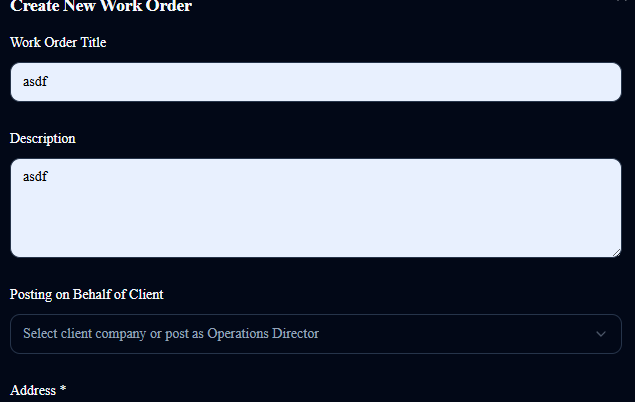 Create New Work Order
Work Order Title
asdf
Description
asdf
Posting on Behalf of Client
Select client company or post as Operations Director
Address *